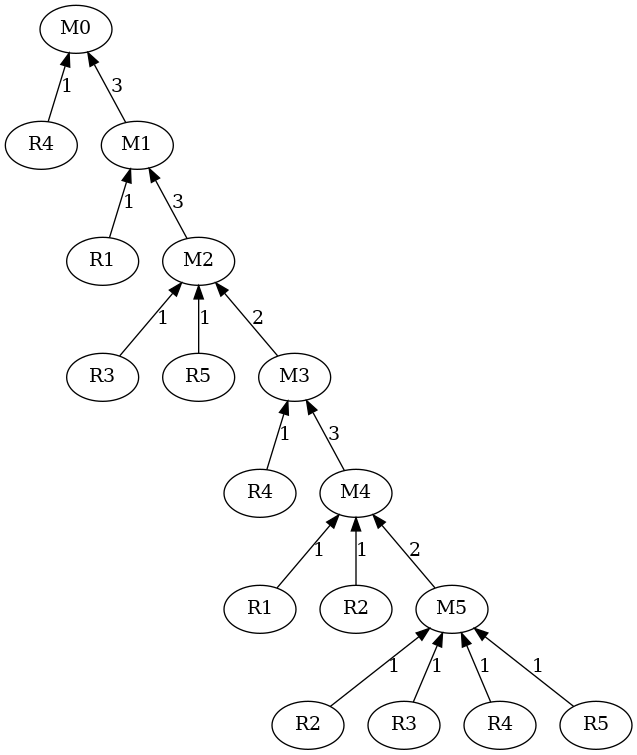 M0
1 3
R4 M1
1 3
R1 M2
1 1 2
R3 R5 M3
1 3
R4 M4
1 1 2
R1 R2 M5
1 1 1 1
R2 R3 R4 R5